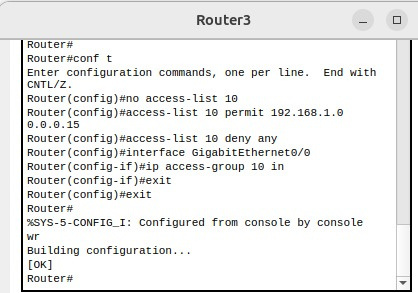 Router3
Router#
Router#conf t
Enter configuration commands, one per line.  End with
CNTL/Z.
Router(config)#no access-list 10
Router(config)#access-list 10 permit 192.168.1.0
0.0.0.15
Router(config)#access-list 10 deny any
Router(config)#interface GigabitEthernet0/0
Router(config-if)#ip access-group 10 in
Router(config-if)#exit
Router(config)#exit
Router#
%SYS-5-CONFIG_I: Configured from console by console
wr
Building configuration...
[OK]
Router#